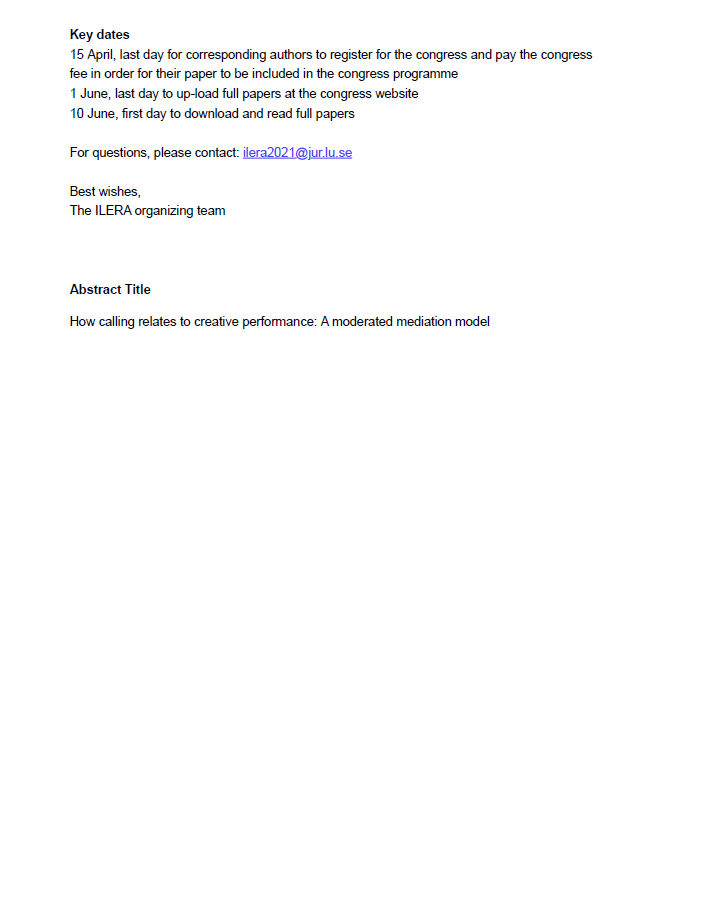 Key dates
15 April, last day for corresponding authors to register for the congress and pay the congress
fee in order for their paper to be included in the congress programme
1 June, last day to up-load full papers at the congress website
10 June, first day to download and read full papers
For questions, please contact: ilera2021@jur.lu.se
Best wishes,
The ILERA organizing team
Abstract Title
How calling relates to creative performance: A moderated mediation model